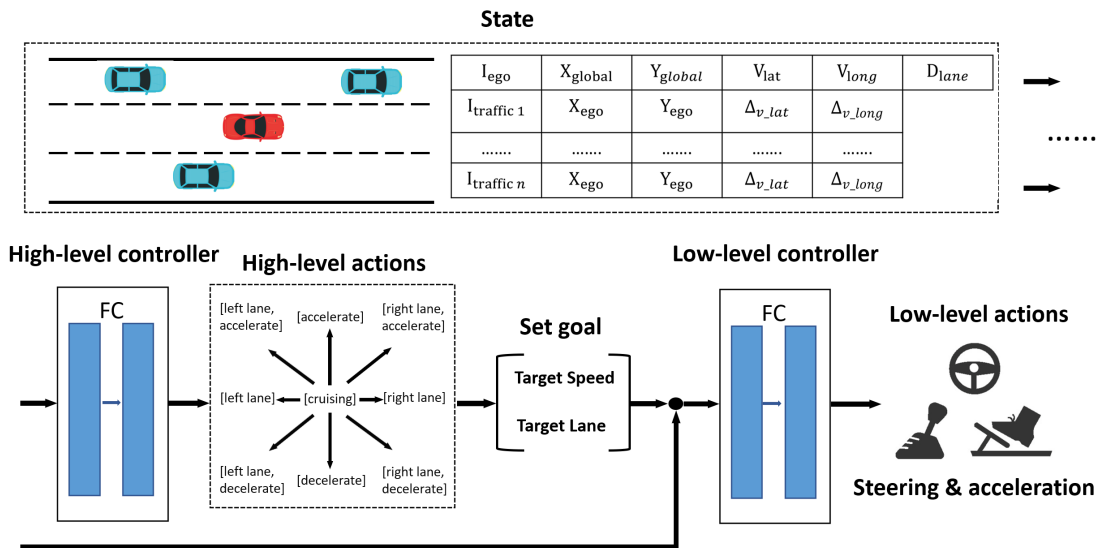 State
I_ego X_global Y_global V_lat V_long D_lane
I_traffic 1 X_ego Y_ego Δ_v_lat Δ_v_long
....... ....... ....... ....... .......
I_traffic n X_ego Y_ego Δ_v_lat Δ_v_long
......
High-level controller
FC
High-level actions
[left lane,
accelerate]
[accelerate]
[right lane,
accelerate]
[left lane]
[cruising]
[right lane]
[left lane,
decelerate]
[decelerate]
[right lane,
decelerate]
Set goal
Target Speed
Target Lane
Low-level controller
FC
Low-level actions
Steering & acceleration